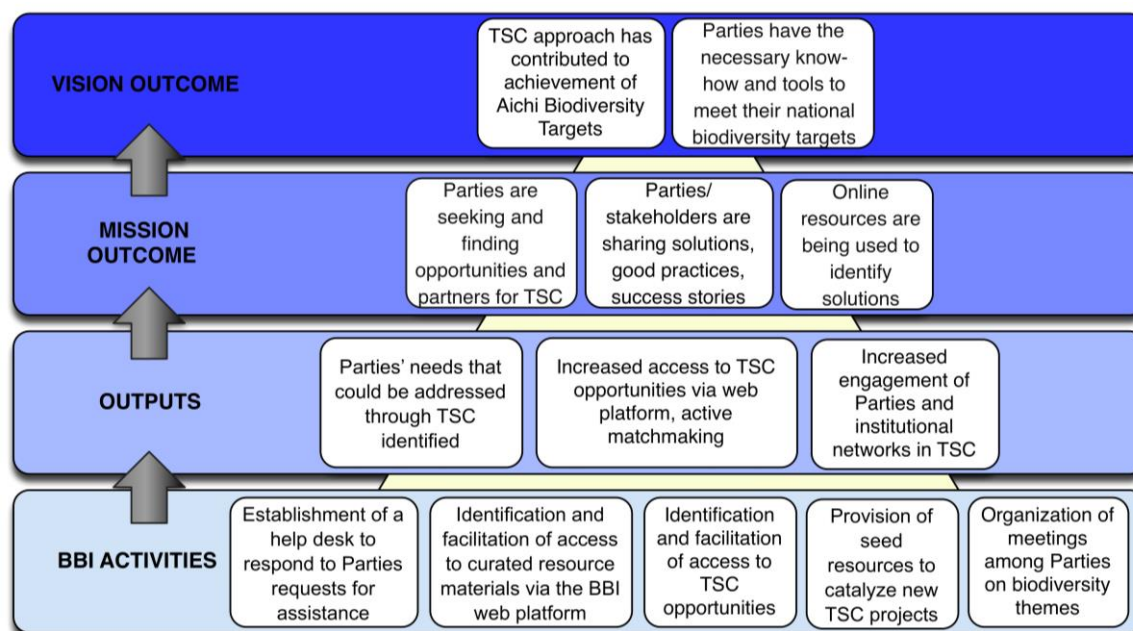 VISION OUTCOME
TSC approach has
contributed to
achievement of
Aichi Biodiversity
Targets
Parties have the
necessary know-
how and tools to
meet their national
biodiversity targets
MISSION
OUTCOME
Parties are
seeking and
finding
opportunities and
partners for TSC
Parties/
stakeholders are
sharing solutions,
good practices,
success stories
Online
resources are
being used to
identify
solutions
OUTPUTS
Parties' needs that
could be addressed
through TSC
identified
Increased access to TSC
opportunities via web
platform, active
matchmaking
Increased
engagement of
Parties and
institutional
networks in TSC
BBI ACTIVITIES
Establishment of a
help desk to
respond to Parties
requests for
assistance
Identification and
facilitation of access
to curated resource
materials via the BBI
web platform
Identification
and facilitation
of access to
TSC
opportunities
Provision of
seed
resources to
catalyze new
TSC projects
Organization of
meetings
among Parties
on biodiversity
themes